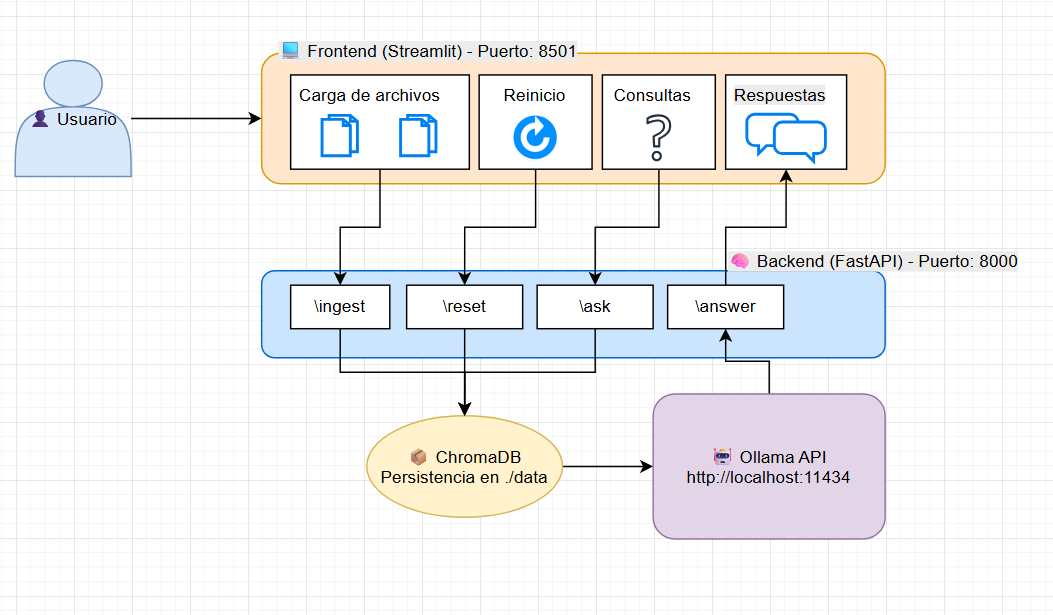 Frontend (Streamlit) - Puerto: 8501
Usuario
Carga de archivos
Reinicio
Consultas
Respuestas
Backend (FastAPI) - Puerto: 8000
\ingest
\reset
\ask
\answer
ChromaDB
Persistencia en ./data
Ollama API
http://localhost:11434